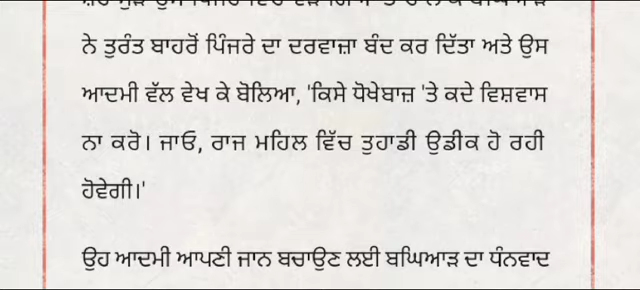 ਨੇ ਤੁਰੰਤ ਬਾਹਰੋਂ ਪਿੰਜਰੇ ਦਾ ਦਰਵਾਜ਼ਾ ਬੰਦ ਕਰ ਦਿੱਤਾ ਅਤੇ ਉਸ
ਆਦਮੀ ਵੱਲ ਵੇਖ ਕੇ ਬੋਲਿਆ, 'ਕਿਸੇ ਧੋਖੇਬਾਜ਼ 'ਤੇ ਕਦੇ ਵਿਸ਼ਵਾਸ
ਨਾ ਕਰੋ। ਜਾਓ, ਰਾਜ ਮਹਿਲ ਵਿੱਚ ਤੁਹਾਡੀ ਉਡੀਕ ਹੋ ਰਹੀ
ਹੋਵੇਗੀ।'
ਉਹ ਆਦਮੀ ਆਪਣੀ ਜਾਨ ਬਚਾਉਣ ਲਈ ਬਘਿਆੜ ਦਾ ਧੰਨਵਾਦ